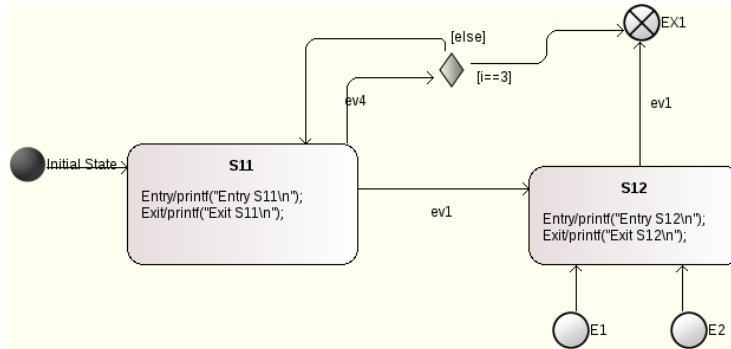 [else]
EX1
[i==3]
ev4
ev1
Initial State
S11
Entry/printf("Entry S11\n");
Exit/printf("Exit S11\n");
ev1
S12
Entry/printf("Entry S12\n");
Exit/printf("Exit S12\n");
E1
E2